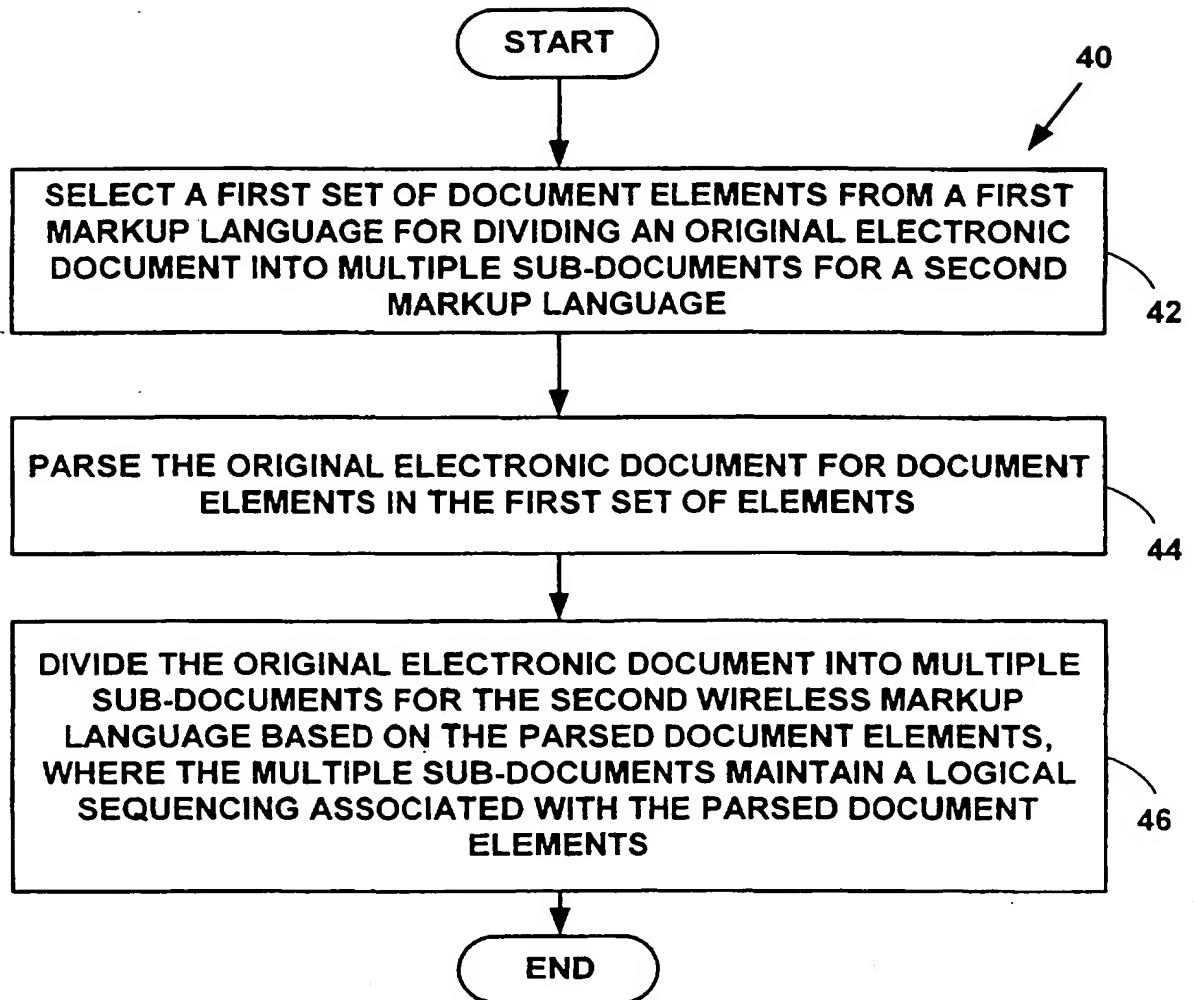 START
40
SELECT A FIRST SET OF DOCUMENT ELEMENTS FROM A FIRST
MARKUP LANGUAGE FOR DIVIDING AN ORIGINAL ELECTRONIC
DOCUMENT INTO MULTIPLE SUB-DOCUMENTS FOR A SECOND
MARKUP LANGUAGE
42
PARSE THE ORIGINAL ELECTRONIC DOCUMENT FOR DOCUMENT
ELEMENTS IN THE FIRST SET OF ELEMENTS
44
DIVIDE THE ORIGINAL ELECTRONIC DOCUMENT INTO MULTIPLE
SUB-DOCUMENTS FOR THE SECOND WIRELESS MARKUP
LANGUAGE BASED ON THE PARSED DOCUMENT ELEMENTS,
WHERE THE MULTIPLE SUB-DOCUMENTS MAINTAIN A LOGICAL
SEQUENCING ASSOCIATED WITH THE PARSED DOCUMENT
ELEMENTS
46
END